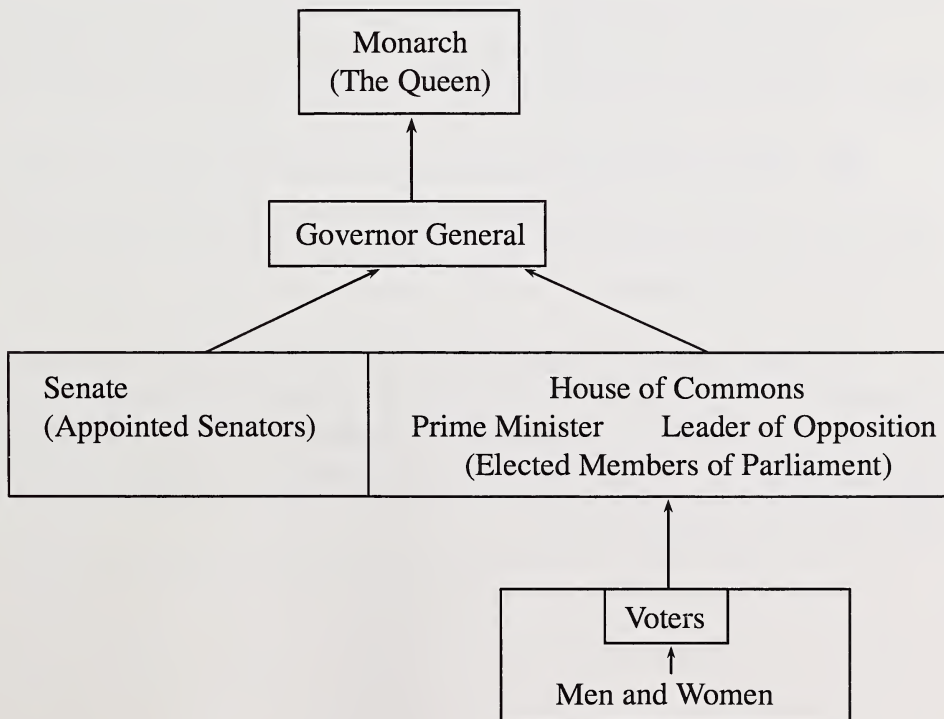 Monarch
(The Queen)
Governor General
Senate
(Appointed Senators)
House of Commons
Prime Minister Leader of Opposition
(Elected Members of Parliament)
Voters
Men and Women